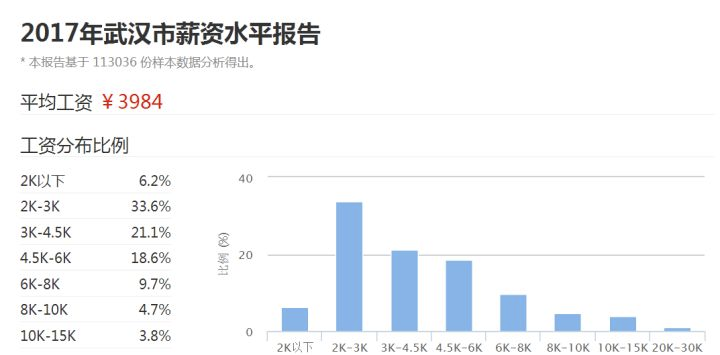 2017年武汉市薪资水平报告
* 本报告基于 113036 份样本数据分析得出。
平均工资 ¥ 3984
工资分布比例
2K以下 6.2%
2K-3K 33.6%
3K-4.5K 21.1%
4.5K-6K 18.6%
6K-8K 9.7%
8K-10K 4.7%
10K-15K 3.8%
40
20
0
比例 (%)
2K以下 2K-3K 3K-4.5K 4.5K-6K 6K-8K 8K-10K 10K-15K 20K-30K